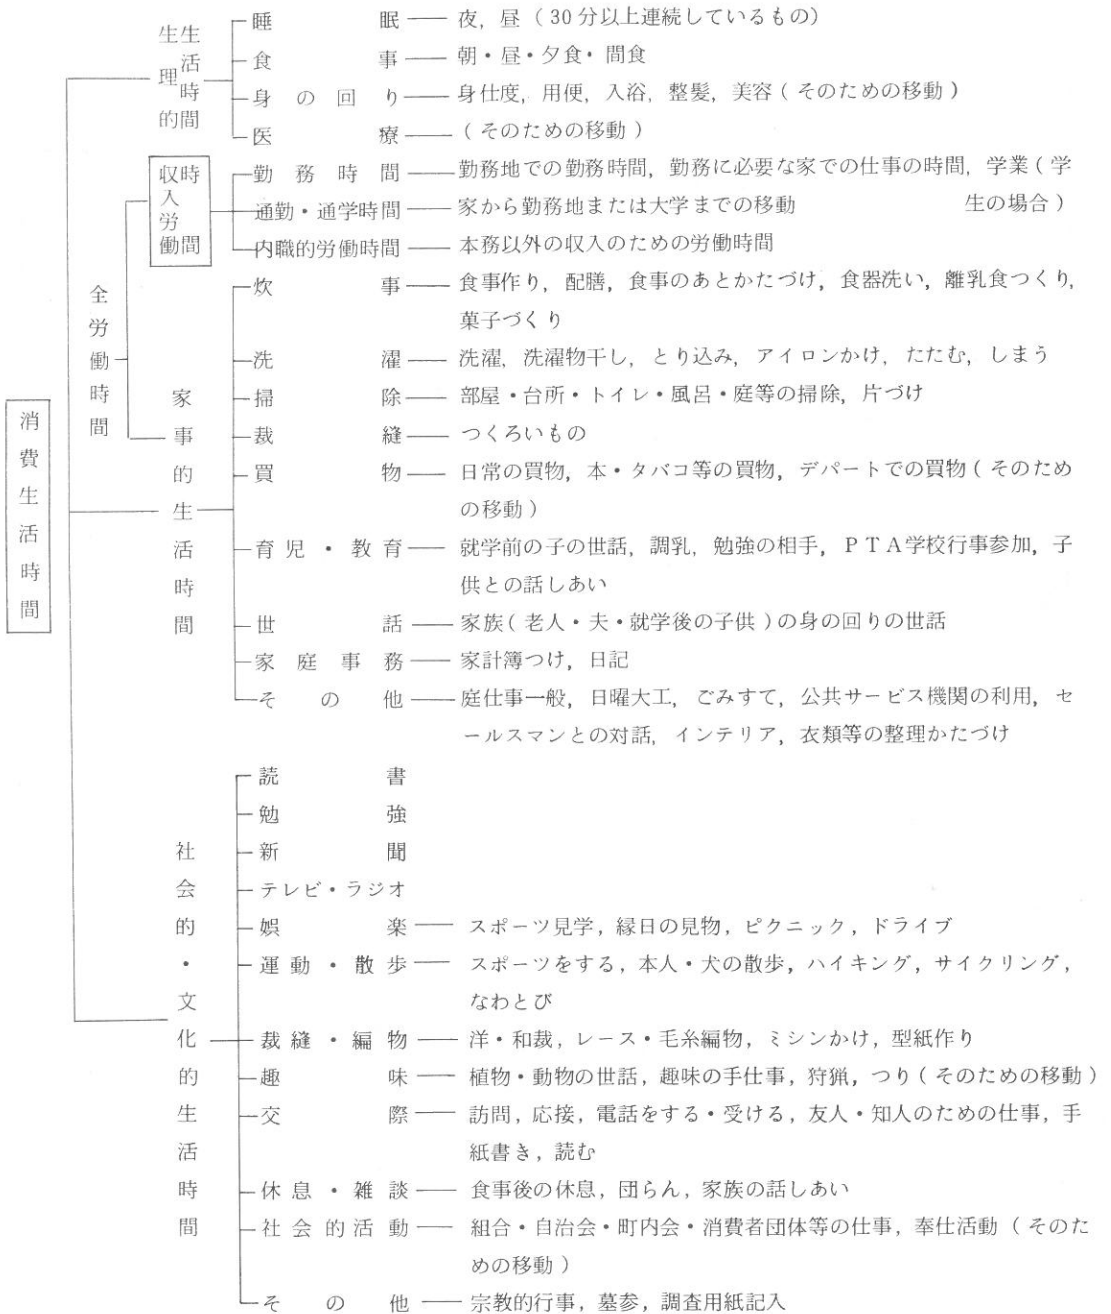 消費生活時間
生理的生活時間
睡眠 夜,昼(30分以上連続しているもの)
食事 朝・昼・夕食・間食
身の回り 身仕度,用便,入浴,整髪,美容(そのための移動)
医療 (そのための移動)
全労働時間
収入労働時間
勤務時間 勤務地での勤務時間,勤務に必要な家での仕事の時間,学業(学
生の場合)
通勤・通学時間 家から勤務地または大学までの移動
内職的労働時間 本務以外の収入のための労働時間
家事的生活時間
炊事 食事作り,配膳,食事のあとかたづけ,食器洗い,離乳食つくり,
菓子づくり
洗濯 洗濯,洗濯物干し,とり込み,アイロンかけ,たたむ,しまう
掃除 部屋・台所・トイレ・風呂・庭等の掃除,片づけ
裁縫 つくろいもの
買物 日常の買物,本・タバコ等の買物,デパートでの買物(そのため
の移動)
育児・教育 就学前の子の世話,調乳,勉強の相手,PTA学校行事参加,子
供との話しあい
世話 家族(老人・夫・就学後の子供)の身の回りの世話
家庭事務 家計簿つけ,日記
その他 庭仕事一般,日曜大工,ごみすて,公共サービス機関の利用,セ
ールスマンとの対話,インテリア,衣類等の整理かたづけ
社会的・文化的生活時間
読書
勉強
新聞
テレビ・ラジオ
娯楽 スポーツ見学,縁日の見物,ピクニック,ドライブ
運動・散歩 スポーツをする,本人・犬の散歩,ハイキング,サイクリング,
なわとび
裁縫・編物 洋・和裁,レース・毛糸編物,ミシンかけ,型紙作り
趣味 植物・動物の世話,趣味の手仕事,狩猟,つり(そのための移動)
交際 訪問,応接,電話をする・受ける,友人・知人のための仕事,手
紙書き,読む
休息・雑談 食事後の休息,団らん,家族の話しあい
社会的活動 組合・自治会・町内会・消費者団体等の仕事,奉仕活動(そのた
めの移動)
その他 宗教的行事,墓参,調査用紙記入